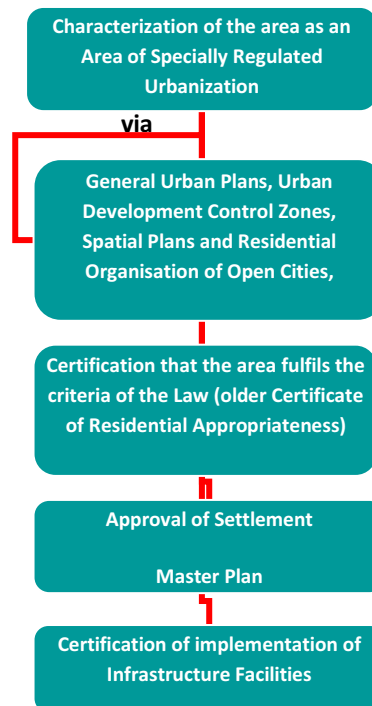 Characterization of the area as an
Area of Specially Regulated
Urbanization
via
General Urban Plans, Urban
Development Control Zones,
Spatial Plans and Residential
Organisation of Open Cities,
Certification that the area fulfils the
criteria of the Law (older Certificate
of Residential Appropriateness)
Approval of Settlement
Master Plan
Certification of implementation of
Infrastructure Facilities